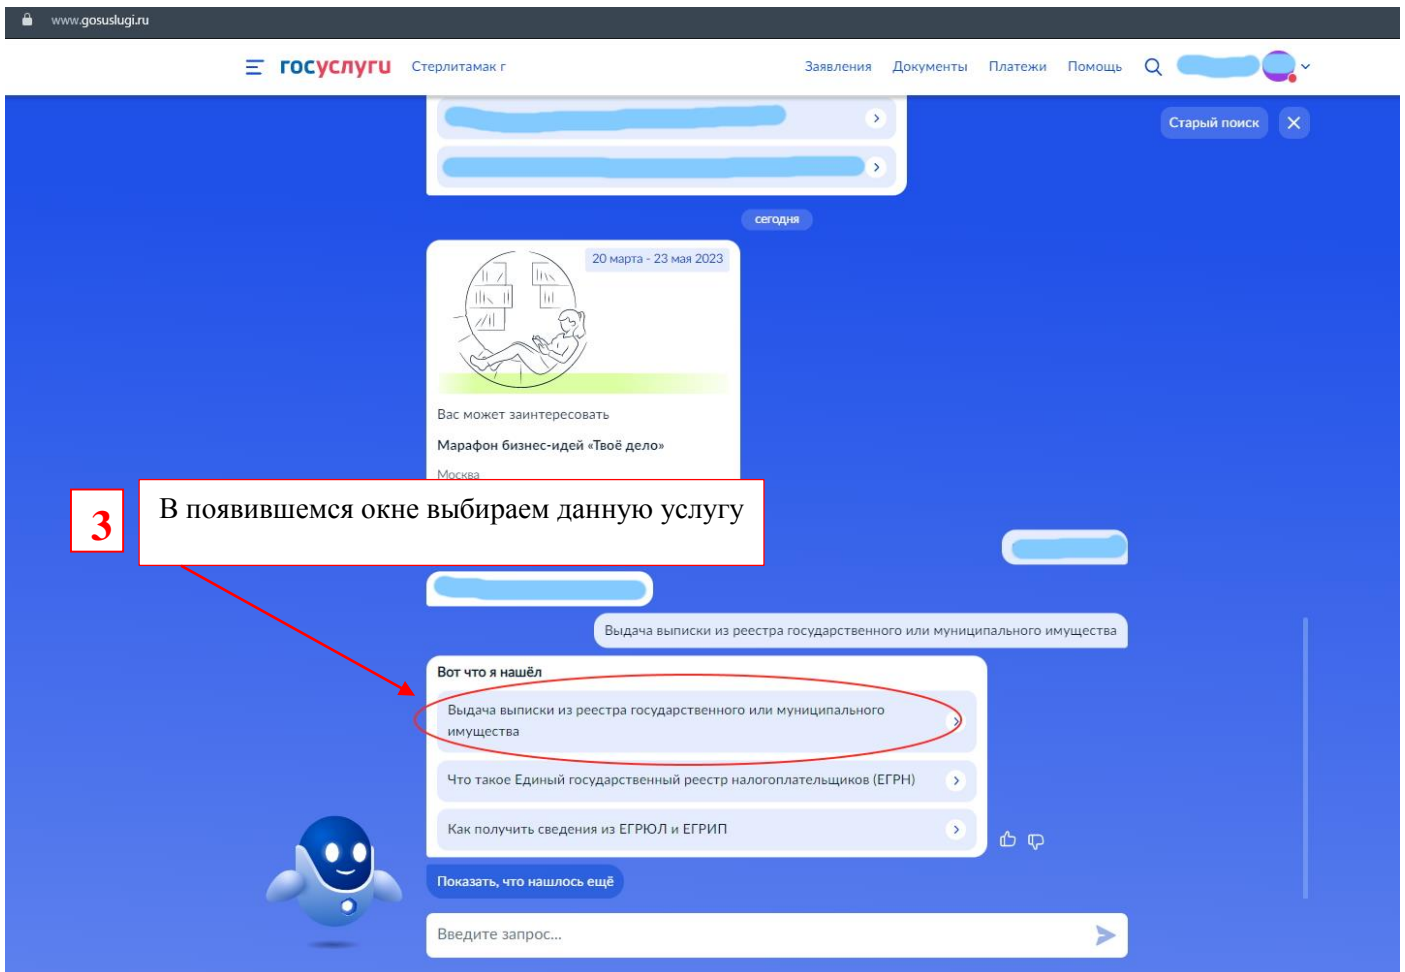 www.gosuslugi.ru
госуслуги Стерлитамак г Заявления Документы Платежи Помощь
Старый поиск
сегодня
20 марта - 23 мая 2023
Вас может заинтересовать
Марафон бизнес-идей «Твоё дело»
Москва
3
В появившемся окне выбираем данную услугу
Выдача выписки из реестра государственного или муниципального имущества
Вот что я нашёл
Выдача выписки из реестра государственного или муниципального
имущества
Что такое Единый государственный реестр налогоплательщиков (ЕГРН)
Как получить сведения из ЕГРЮЛ и ЕГРИП
Показать, что нашлось ещё
Введите запрос...